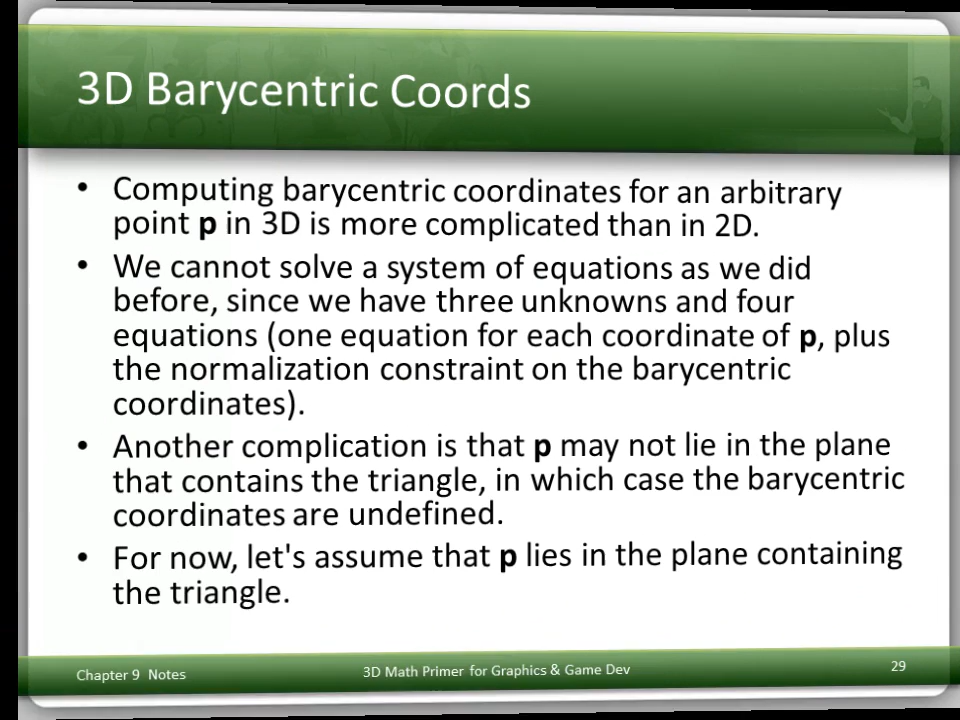 3D Barycentric Coords
• Computing barycentric coordinates for an arbitrary
point p in 3D is more complicated than in 2D.
• We cannot solve a system of equations as we did
before, since we have three unknowns and four
equations (one equation for each coordinate of p, plus
the normalization constraint on the barycentric
coordinates).
• Another complication is that p may not lie in the plane
that contains the triangle, in which case the barycentric
coordinates are undefined.
• For now, let's assume that p lies in the plane containing
the triangle.
Chapter 9 Notes
3D Math Primer for Graphics & Game Dev
29